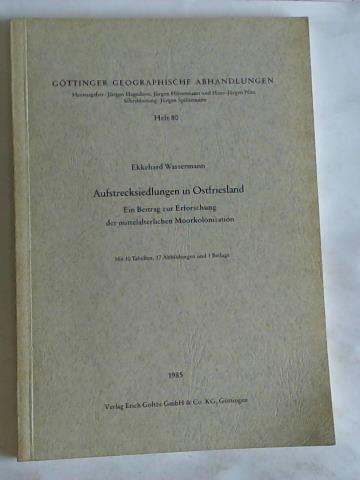 GÖTTINGER GEOGRAPHISCHE ABHANDLUNGEN
Herausgeber: Jürgen Hagedorn, Jürgen Hövermann und Hans-Jürgen Nitz
Schriftleitung: Jürgen Spönemann
Heft 80
Ekkehard Wassermann
Aufstrecksiedlungen in Ostfriesland
Ein Beitrag zur Erforschung
der mittelalterlichen Moorkolonisation
Mit 10 Tabellen, 37 Abbildungen und 1 Beilage
1985
Verlag Erich Goltze GmbH & Co. KG, Göttingen